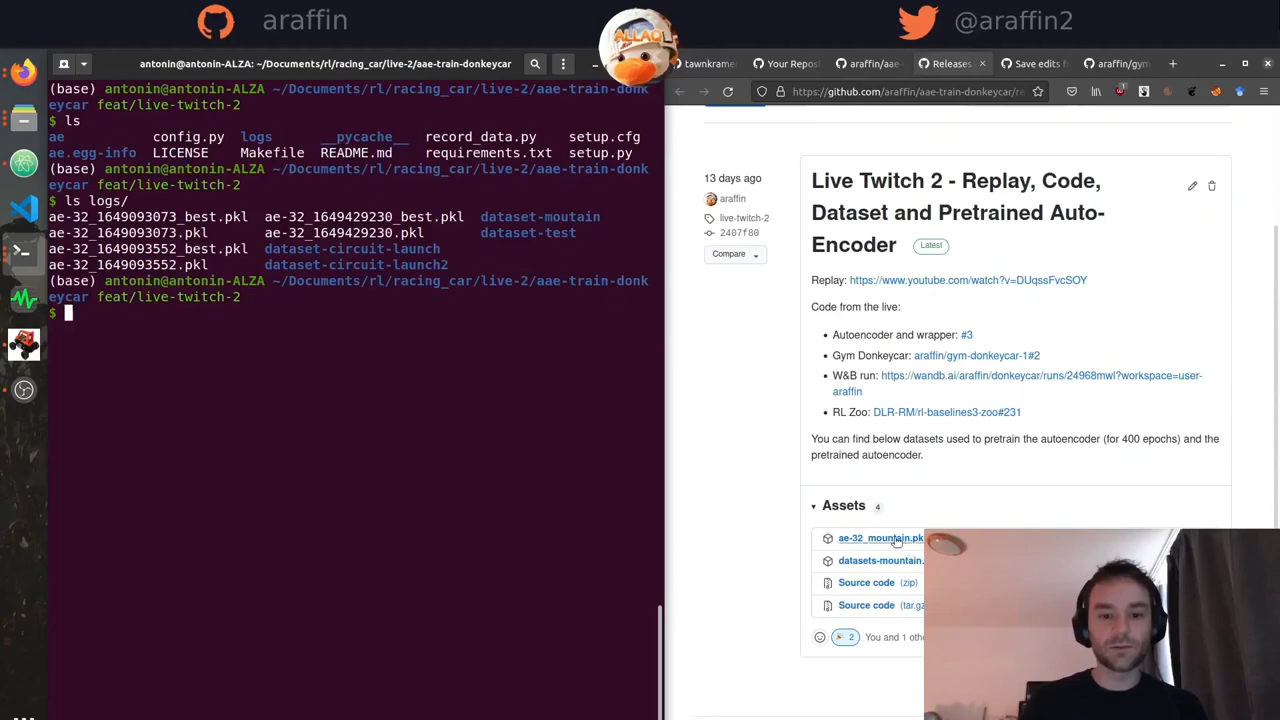 araffin
@araffin2
ALLAQ
antonin@antonin-ALZA: ~/Documents/rl/racing_car/live-2/aae-train-donkeycar
tawnkrame
Your Reposi
araffin/aae-
Releases
Save edits f
araffin/gym
https://github.com/araffin/aae-train-donkeycar/re
(base) antonin@antonin-ALZA ~/Documents/rl/racing_car/live-2/aae-train-donk
eycar feat/live-twitch-2
$ ls
ae config.py logs __pycache__ record_data.py setup.cfg
ae.egg-info LICENSE Makefile README.md requirements.txt setup.py
(base) antonin@antonin-ALZA ~/Documents/rl/racing_car/live-2/aae-train-donk
eycar feat/live-twitch-2
$ ls logs/
ae-32_1649093073_best.pkl ae-32_1649429230_best.pkl dataset-moutain
ae-32_1649093073.pkl ae-32_1649429230.pkl dataset-test
ae-32_1649093552_best.pkl dataset-circuit-launch
ae-32_1649093552.pkl dataset-circuit-launch2
(base) antonin@antonin-ALZA ~/Documents/rl/racing_car/live-2/aae-train-donk
eycar feat/live-twitch-2
$
13 days ago
araffin
live-twitch-2
2407f80
Compare
Live Twitch 2 - Replay, Code,
Dataset and Pretrained Auto-
Encoder Latest
Replay: https://www.youtube.com/watch?v=DUqssFvcSOY
Code from the live:
• Autoencoder and wrapper: #3
• Gym Donkeycar: araffin/gym-donkeycar-1#2
• W&B run: https://wandb.ai/araffin/donkeycar/runs/24968mwl?workspace=user-
araffin
• RL Zoo: DLR-RM/rl-baselines3-zoo#231
You can find below datasets used to pretrain the autoencoder (for 400 epochs) and the
pretrained autoencoder.
Assets 4
ae-32_mountain.pk
datasets-mountain.
Source code (zip)
Source code (tar.gz
2 You and 1 othe